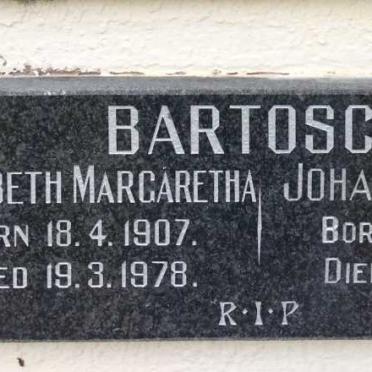 BARTOSC
BETH MARGARETHA JOHA
RN 18.4.1907. BOR
ED 19.3.1978. DIE
R·I·P